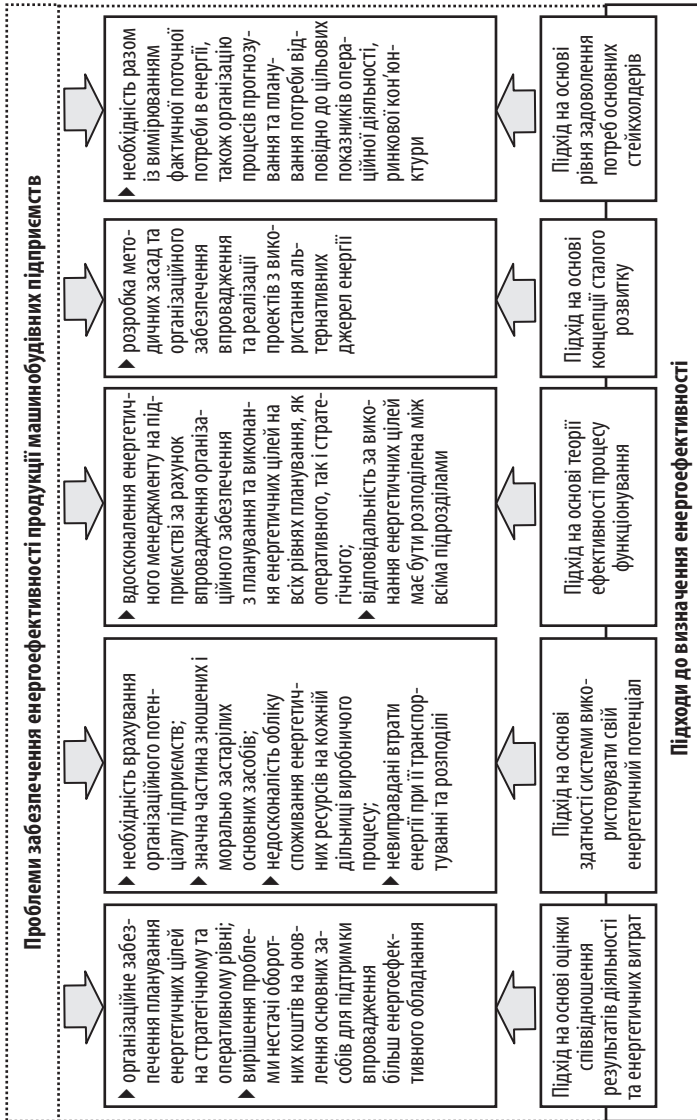 Проблеми забезпечення енергоефективності продукції машинобудівних підприємств
▶ організаційне забез-
печення планування
енергетичних цілей
на стратегічному та
оперативному рівні;
▶ вирішення пробле-
ми нестачі оборот-
них коштів на онов-
лення основних за-
собів для підтримки
впровадження
більш енергоефек-
тивного обладнання
▶ необхідність врахування
організаційного потен-
ціалу підприємств;
▶ значна частина зношених і
морально застарілих
основних засобів;
▶ недосконалість обліку
споживання енергетич-
них ресурсів на кожній
дільниці виробничого
процесу;
▶ невиправдані втрати
енергії при її транспор-
туванні та розподілі
▶ вдосконалення енергетич-
ного менеджменту на під-
приємстві за рахунок
впровадження організа-
ційного забезпечення
з планування та виконан-
ня енергетичних цілей на
всіх рівнях планування, як
оперативного, так і страте-
гічного;
▶ відповідальність за вико-
нання енергетичних цілей
має бути розподілена між
всіма підрозділами
▶ розробка мето-
дичних засад та
організаційного
забезпечення
впровадження
та реалізації
проектів з вико-
ристання аль-
тернативних
джерел енергії
▶ необхідність разом
із вимірюванням
фактичної поточної
потреби в енергії,
також організацію
процесів прогнозу-
вання та плану-
вання потреби від-
повідно до цільових
показників опера-
ційної діяльності,
ринкової кон'юн-
ктури
Підхід на основі оцінки
співвідношення
результатів діяльності
та енергетичних витрат
Підхід на основі
здатності системи вико-
ристовувати свій
енергетичний потенціал
Підхід на основі теорії
ефективності процесу
функціонування
Підхід на основі
концепції сталого
розвитку
Підхід на основі
рівня задоволення
потреб основних
стейкхолдерів
Підходи до визначення енергоефективності